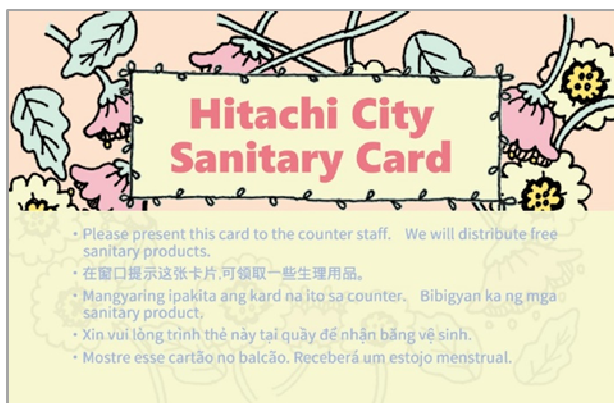 Hitachi City
Sanitary Card
・Please present this card to the counter staff.　We will distribute free
sanitary products.
・在窗口提示这张卡片,可领取一些生理用品。
・Mangyaring ipakita ang kard na ito sa counter.　Bibigyan ka ng mga
sanitary product.
・Xin vui lòng trình thẻ này tại quầy để nhận băng vệ sinh.
・Mostre esse cartão no balcão. Receberá um estojo menstrual.